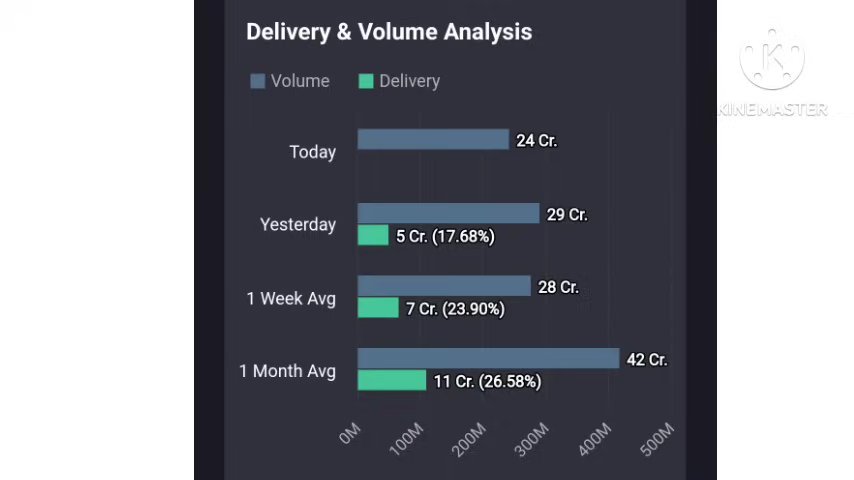 Delivery & Volume Analysis
Volume Delivery
KINEMASTER
Today 24 Cr.
Yesterday 29 Cr.
5 Cr. (17.68%)
1 Week Avg 28 Cr.
7 Cr. (23.90%)
1 Month Avg 42 Cr.
11 Cr. (26.58%)
0M 100M 200M 300M 400M 500M